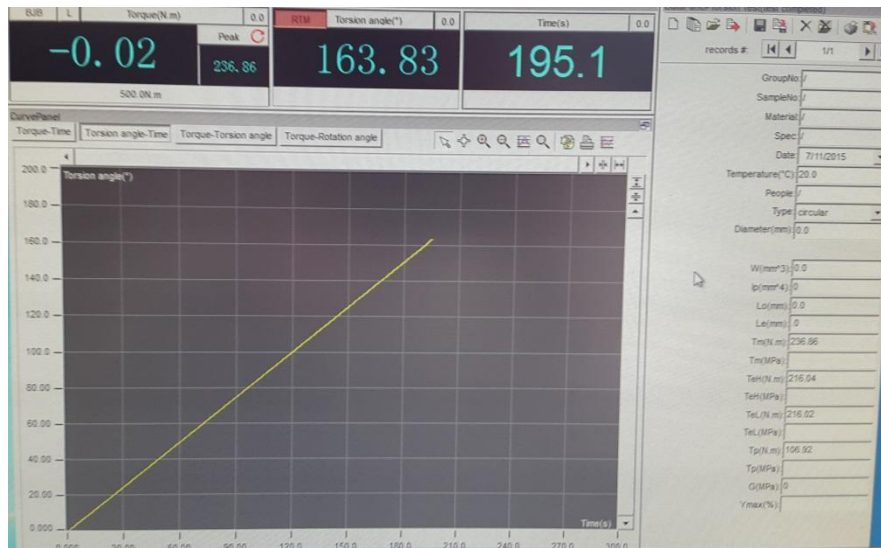 BJB L Torque(N.m) 0.0
-0.02
Peak
236.86
500.0N.m
RTM Torsion angle(°) 0.0
163.83
Time(s) 0.0
195.1
records #: 1/1
CurvePanel
Torque-Time Torsion angle-Time Torque-Torsion angle Torque-Rotation angle
Torsion angle(°)
200.0
180.0
160.0
140.0
120.0
100.0
80.00
60.00
40.00
20.00
0.000
Time(s)
0.000 30.00 60.00 90.00 120.0 150.0 180.0 210.0 240.0 270.0 300.0
GroupNo: /
SampleNo: /
Material: /
Spec: /
Date: 7/11/2015
Temperature(°C): 20.0
People: /
Type: circular
Diameter(mm): 0.0
W(mm^3): 0.0
Ip(mm^4): 0
Lo(mm): 0.0
Le(mm): .0
Tm(N.m): 236.86
Tm(MPa):
TeH(N.m): 216.04
TeH(MPa):
TeL(N.m): 216.02
TeL(MPa):
Tp(N.m): 106.92
Tp(MPa):
G(MPa): 0
Ymax(%):